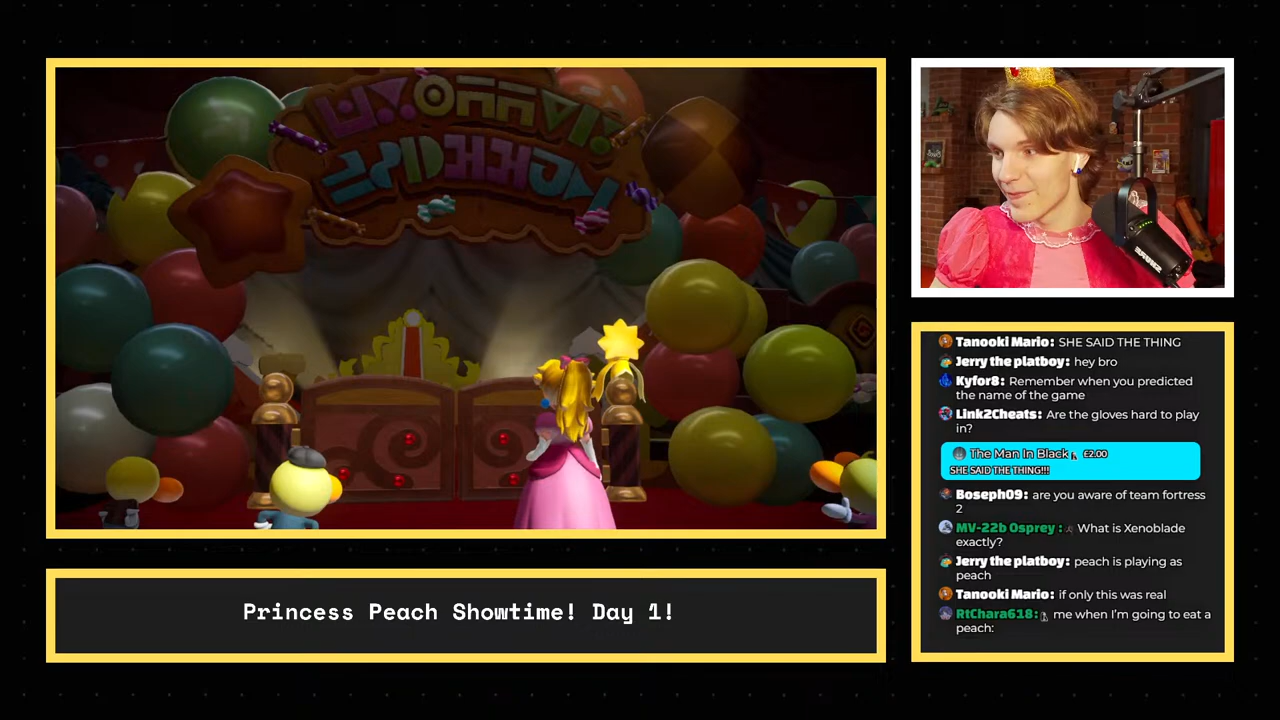 Princess Peach Showtime! Day 1!
Tanooki Mario: SHE SAID THE THING
Jerry the platboy: hey bro
Kyfor8: Remember when you predicted
the name of the game
Link2Cheats: Are the gloves hard to play
in?
The Man In Black £2.00
SHE SAID THE THING!!!
Boseph09: are you aware of team fortress
2
MV-22b Osprey : What is Xenoblade
exactly?
Jerry the platboy: peach is playing as
peach
Tanooki Mario: if only this was real
RtChara618: me when I'm going to eat a
peach: